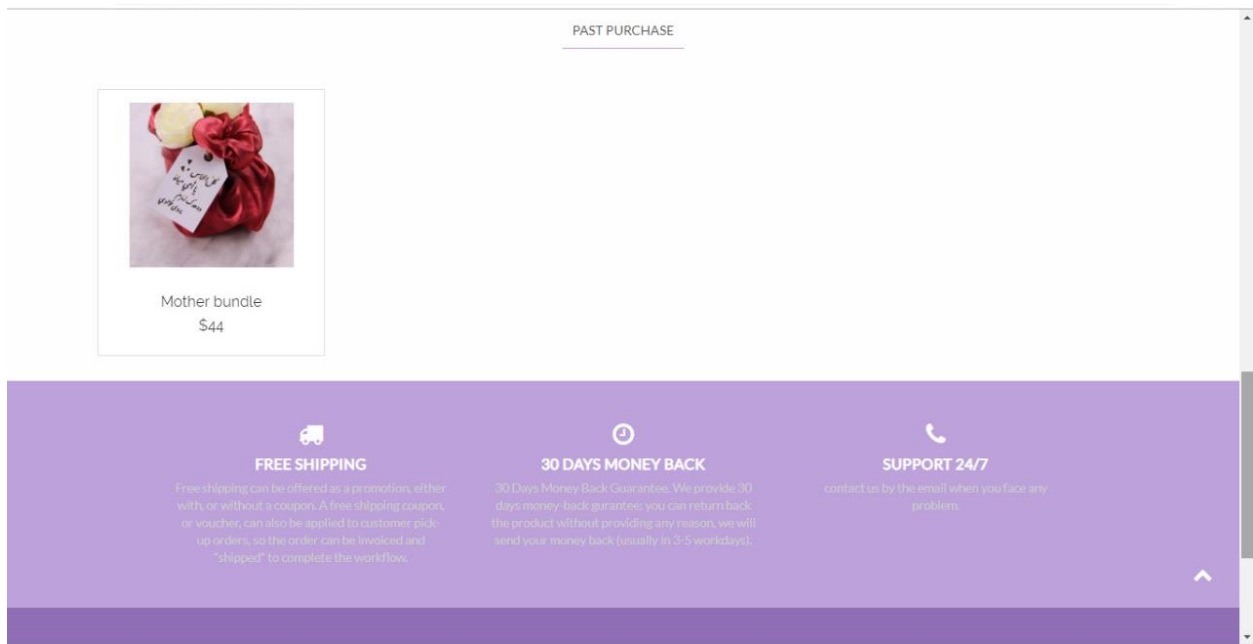 PAST PURCHASE
Mother bundle
$44
FREE SHIPPING
Free shipping can be offered as a promotion, either
with, or without a coupon. A free shipping coupon,
or voucher, can also be applied to customer pick-
up orders, so the order can be invoiced and
"shipped" to complete the workflow.
30 DAYS MONEY BACK
30 Days Money Back Guarantee. We provide 30
days money-back gurantee; you can return back
the product without providing any reason, we will
send your money back (usually in 3-5 workdays).
SUPPORT 24/7
contact us by the email when you face any
problem.